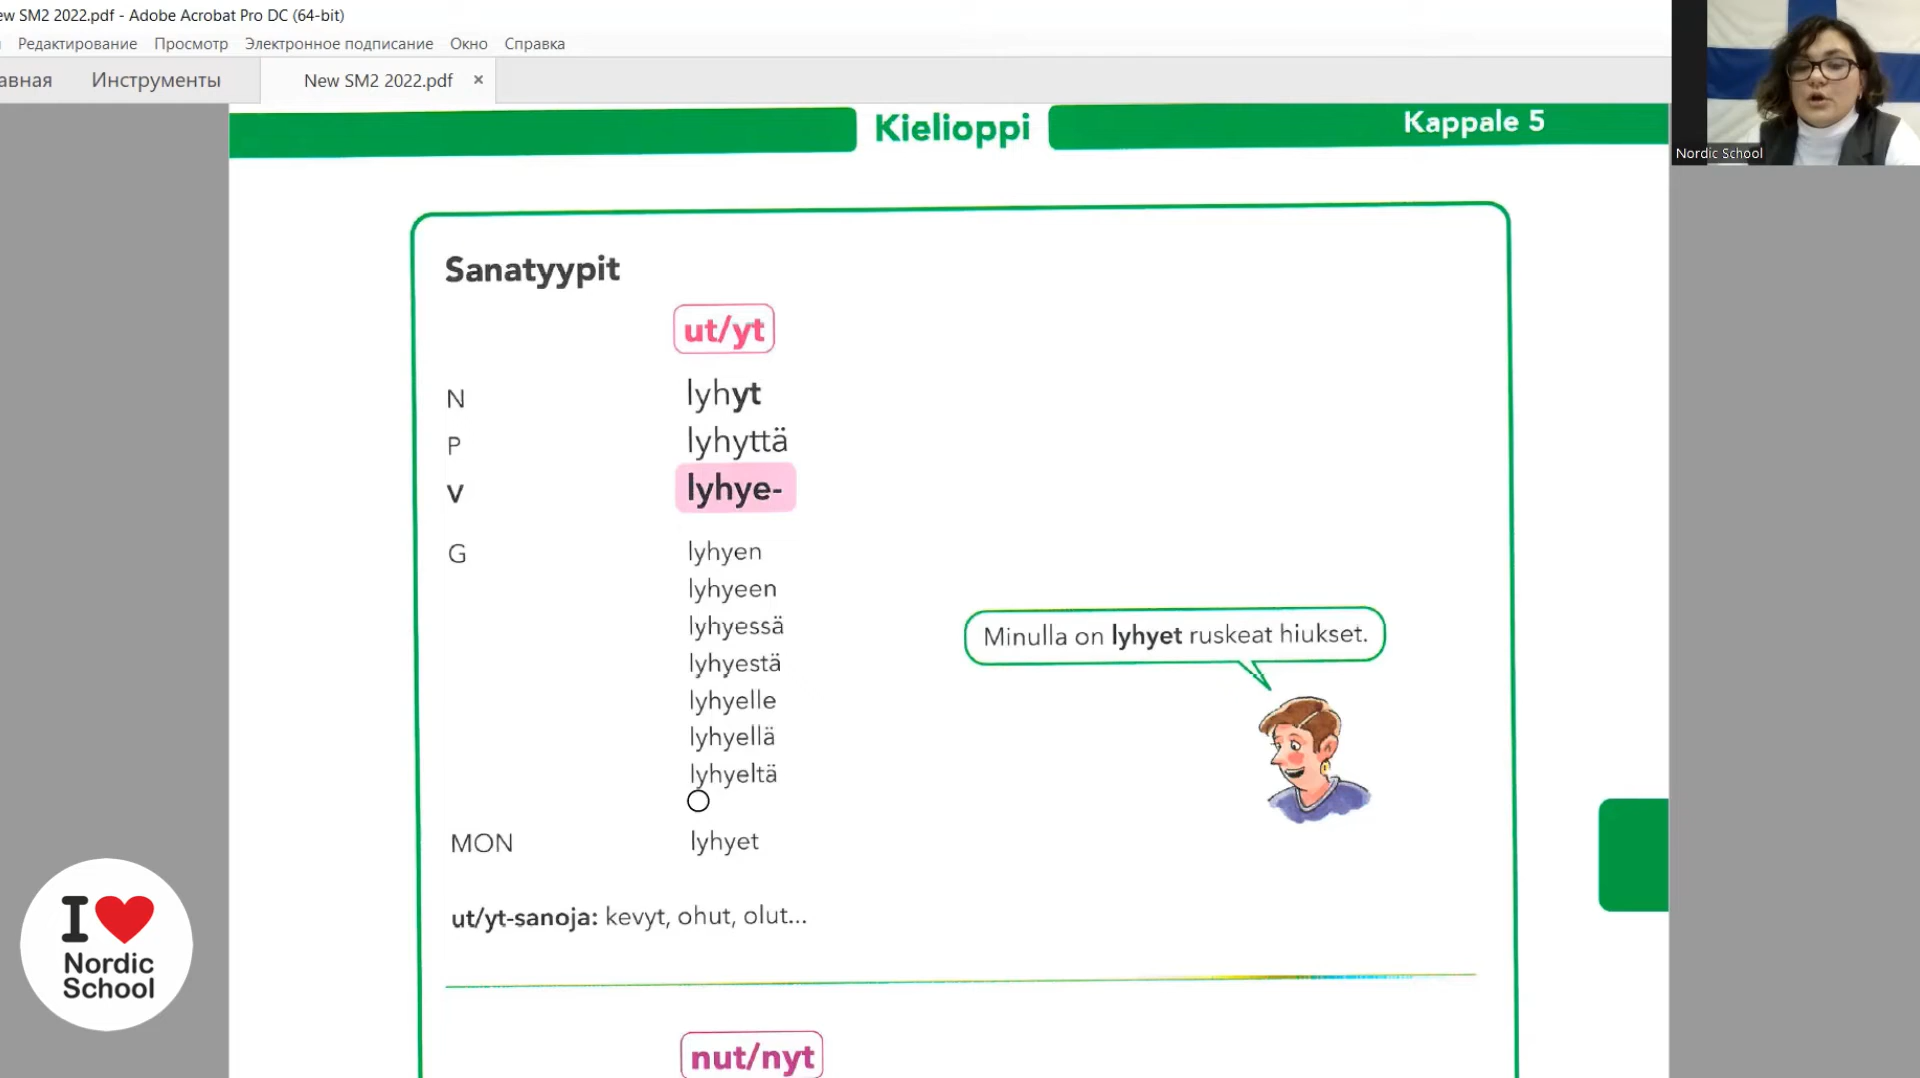 ew SM2 2022.pdf - Adobe Acrobat Pro DC (64-bit)
Редактирование Просмотр Электронное подписание Окно Справка
авная Инструменты New SM2 2022.pdf ×
Kielioppi Kappale 5
Nordic School
Sanatyypit
ut/yt
N lyhyt
P lyhyttä
V lyhye-
G lyhyen
lyhyeen
lyhyessä
lyhyestä
lyhyelle
lyhyellä
lyhyeltä
MON lyhyet
Minulla on lyhyet ruskeat hiukset.
ut/yt-sanoja: kevyt, ohut, olut...
nut/nyt
I
Nordic
School